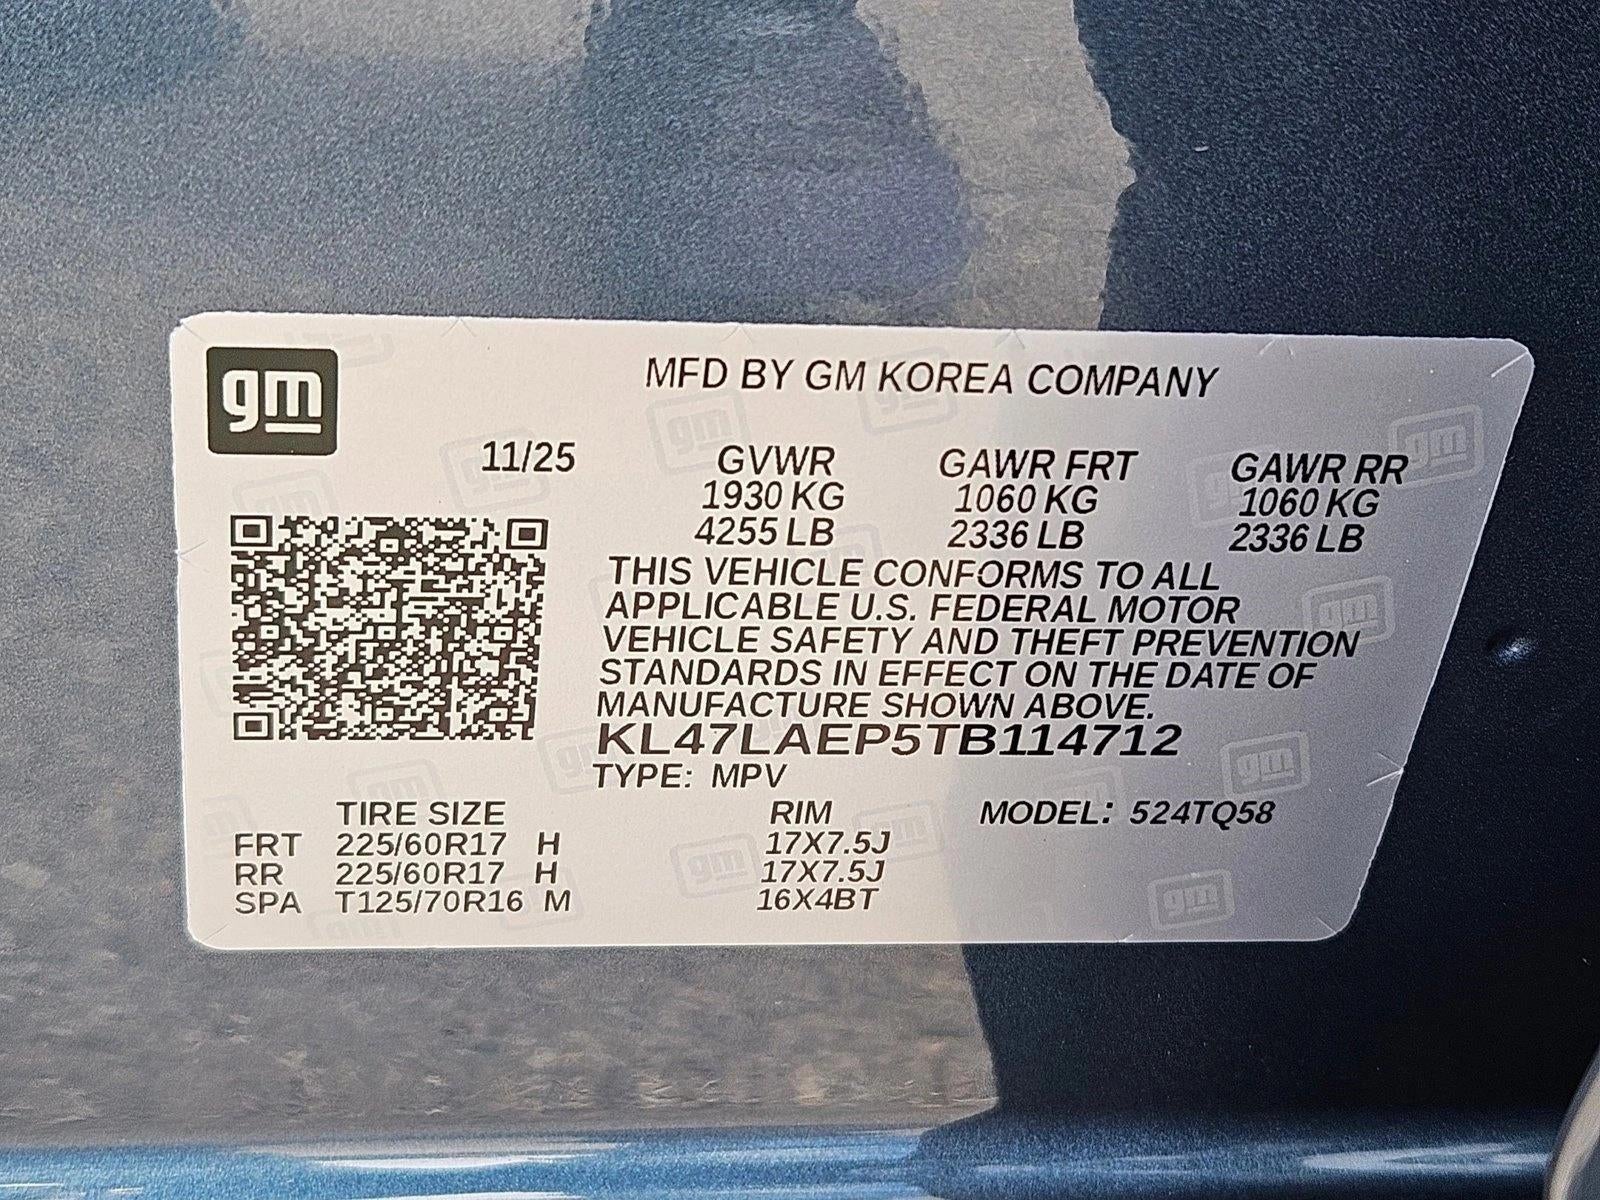 gm
MFD BY GM KOREA COMPANY
11/25 GVWR GAWR FRT GAWR RR
1930 KG 1060 KG 1060 KG
4255 LB 2336 LB 2336 LB
THIS VEHICLE CONFORMS TO ALL
APPLICABLE U.S. FEDERAL MOTOR
VEHICLE SAFETY AND THEFT PREVENTION
STANDARDS IN EFFECT ON THE DATE OF
MANUFACTURE SHOWN ABOVE.
KL47LAEP5TB114712
TYPE: MPV
TIRE SIZE RIM MODEL: 524TQ58
FRT 225/60R17 H 17X7.5J
RR 225/60R17 H 17X7.5J
SPA T125/70R16 M 16X4BT